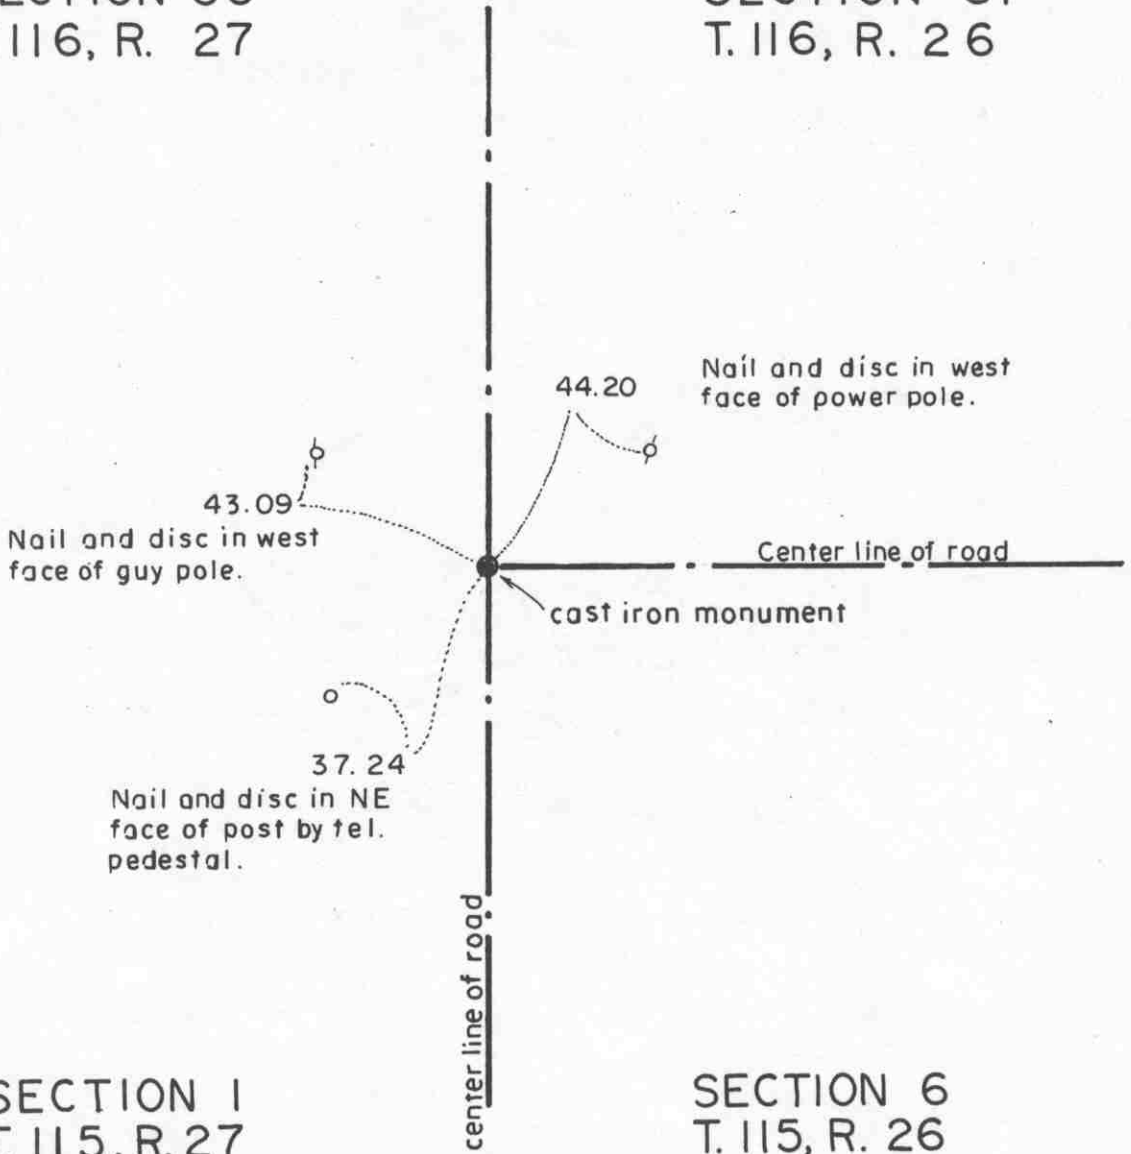 116, R. 27
T. 116, R. 26
44.20
Nail and disc in west
face of power pole.
43.09
Nail and disc in west
face of guy pole.
Center line of road
cast iron monument
37.24
Nail and disc in NE
face of post by tel.
pedestal.
center line of road
SECTION 1
T. 115, R. 27
SECTION 6
T. 115, R. 26